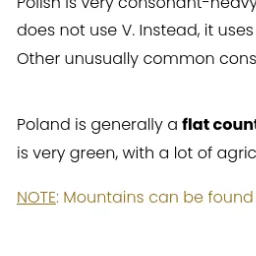 Polish is very consonant-heavy
does not use V. Instead, it uses
Other unusually common cons
Poland is generally a flat count
is very green, with a lot of agric
NOTE: Mountains can be found